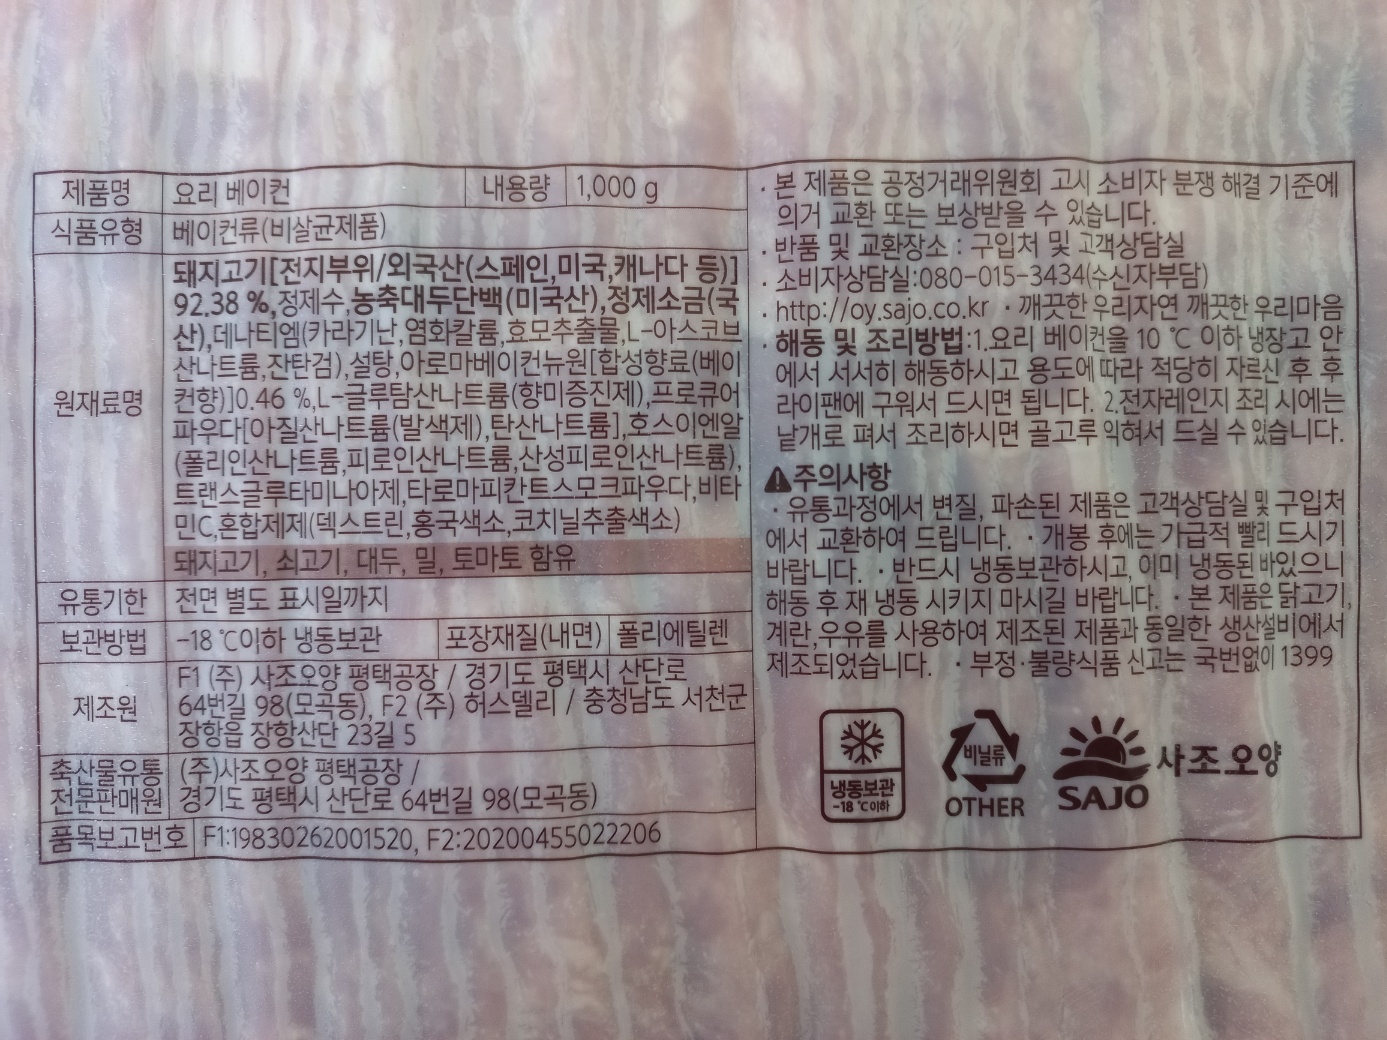 제품명 요리 베이컨 내용량 1,000 g
식품유형 베이컨류(비살균제품)
원재료명
돼지고기[전지부위/외국산(스페인,미국,캐나다 등)]
92.38 %,정제수,농축대두단백(미국산),정제소금(국
산),데나티엠(카라기난,염화칼륨,효모추출물,L-아스코브
산나트륨,잔탄검),설탕,아로마베이컨뉴원[합성향료(베이
컨향)]0.46 %,L-글루탐산나트륨(향미증진제),프로큐어
파우다[아질산나트륨(발색제),탄산나트륨],호스이엔알
(폴리인산나트륨,피로인산나트륨,산성피로인산나트륨),
트랜스글루타미나아제,타로마피칸트스모크파우다,비타
민C,혼합제제(덱스트린,홍국색소,코치닐추출색소)
돼지고기, 쇠고기, 대두, 밀, 토마토 함유
유통기한 전면 별도 표시일까지
보관방법 -18 ℃이하 냉동보관 포장재질(내면) 폴리에틸렌
제조원
F1 (주) 사조오양 평택공장 / 경기도 평택시 산단로
64번길 98(모곡동), F2 (주) 허스델리 / 충청남도 서천군
장항읍 장항산단 23길 5
축산물유통
전문판매원
(주)사조오양 평택공장 /
경기도 평택시 산단로 64번길 98(모곡동)
품목보고번호 F1:19830262001520, F2:20200455022206
· 본 제품은 공정거래위원회 고시 소비자 분쟁 해결 기준에
의거 교환 또는 보상받을 수 있습니다.
· 반품 및 교환장소 : 구입처 및 고객상담실
· 소비자상담실:080-015-3434(수신자부담)
· http://oy.sajo.co.kr · 깨끗한 우리자연 깨끗한 우리마음
· 해동 및 조리방법:1.요리 베이컨을 10 ℃ 이하 냉장고 안
에서 서서히 해동하시고 용도에 따라 적당히 자르신 후 후
라이팬에 구워서 드시면 됩니다. 2.전자레인지 조리 시에는
낱개로 펴서 조리하시면 골고루 익혀서 드실 수 있습니다.
주의사항
· 유통과정에서 변질, 파손된 제품은 고객상담실 및 구입처
에서 교환하여 드립니다. · 개봉 후에는 가급적 빨리 드시기
바랍니다. · 반드시 냉동보관하시고, 이미 냉동된 바있으니
해동 후 재 냉동 시키지 마시길 바랍니다. · 본 제품은 닭고기,
계란,우유를 사용하여 제조된 제품과 동일한 생산설비에서
제조되었습니다. · 부정·불량식품 신고는 국번없이 1399
냉동보관
-18 ℃이하
비닐류
OTHER
SAJO
사조오양